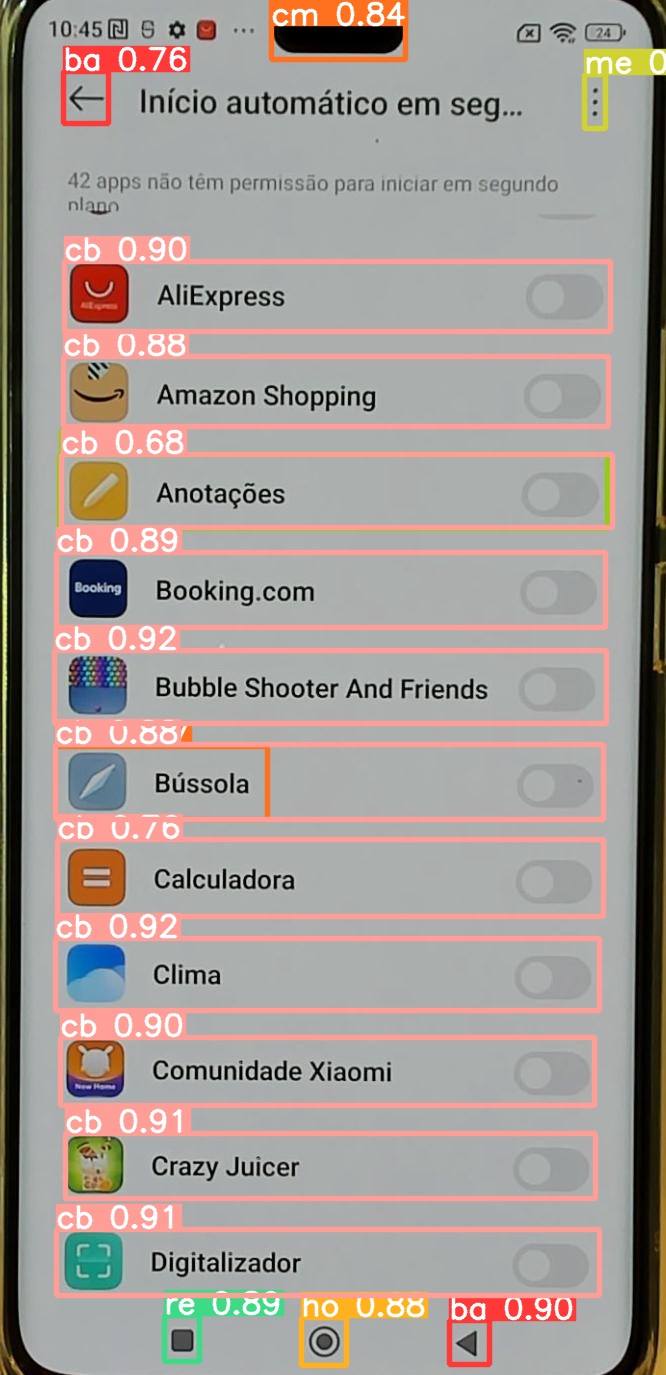 10:45
24
cm 0.84
ba 0.76
me 0
Início automático em seg...
42 apps não têm permissão para iniciar em segundo
plano
cb 0.90
AliExpress
AliExpress
cb 0.88
Amazon Shopping
cb 0.68
Anotações
cb 0.89
Booking
Booking.com
cb 0.92
Bubble Shooter And Friends
cb 0.88
Bússola
cb 0.76
Calculadora
cb 0.92
Clima
cb 0.90
New Home
Comunidade Xiaomi
cb 0.91
Crazy Juicer
cb 0.91
Digitalizador
re 0.89
ho 0.88
ba 0.90